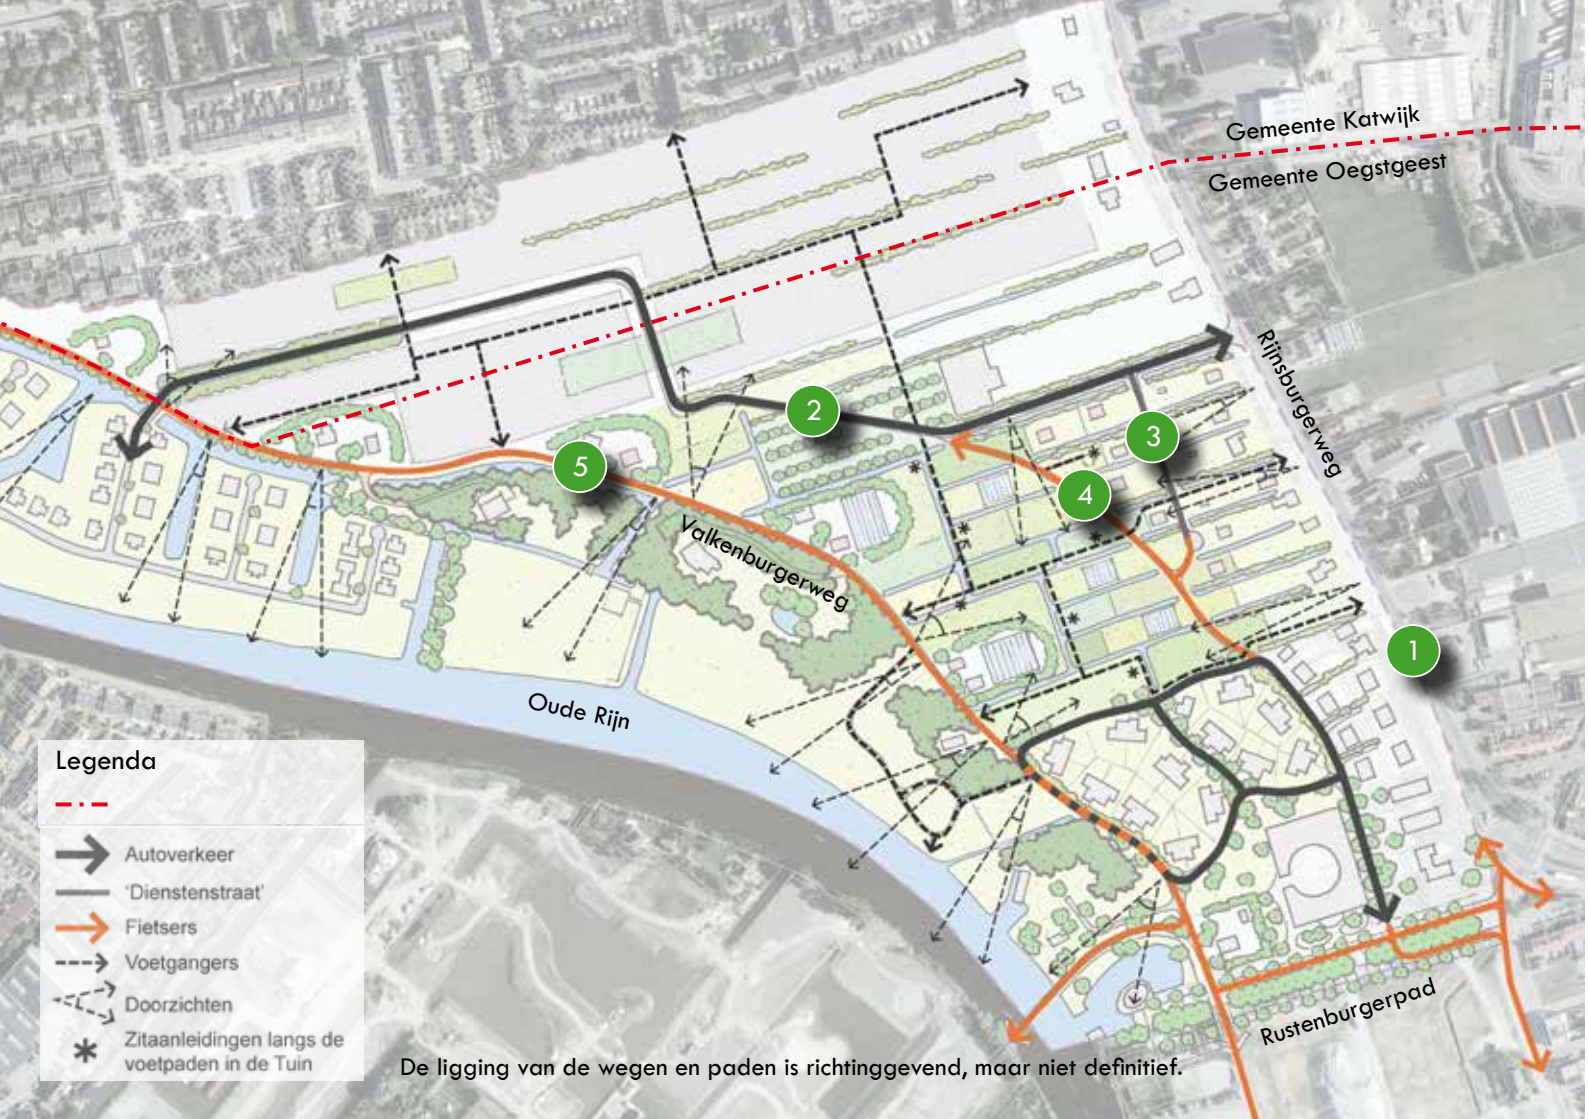 Gemeente Katwijk
Gemeente Oegstgeest
Rijnsburgerweg
2
3
5
4
Valkenburgerweg
1
Oude Rijn
Legenda
Autoverkeer
'Dienstenstraat'
Fietsers
Voetgangers
Doorzichten
Zitaanleidingen langs de
voetpaden in de Tuin
Rustenburgerpad
De ligging van de wegen en paden is richtinggevend, maar niet definitief.